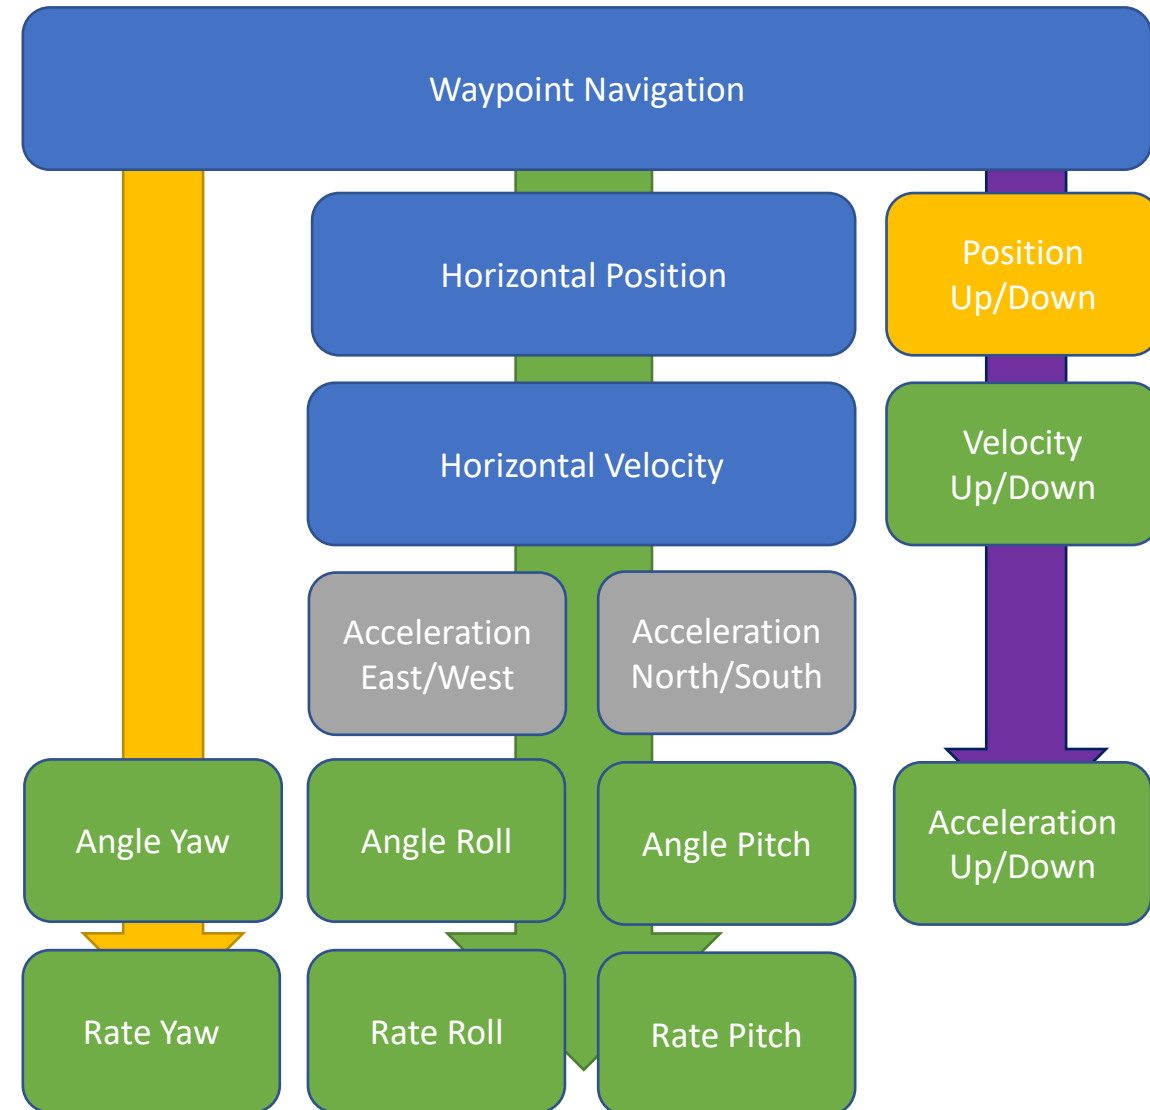 Waypoint Navigation
Horizontal Position
Position
Up/Down
Horizontal Velocity
Velocity
Up/Down
Acceleration
East/West
Acceleration
North/South
Angle Yaw
Angle Roll
Angle Pitch
Acceleration
Up/Down
Rate Yaw
Rate Roll
Rate Pitch